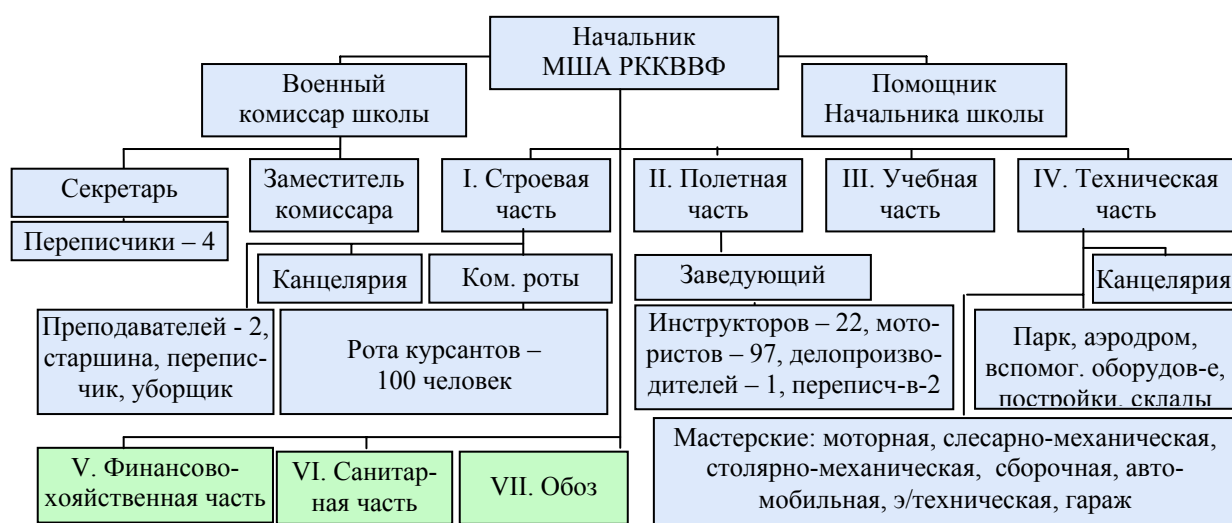 Начальник
МША РККВВФ
Военный
комиссар школы
Помощник
Начальника школы
Секретарь
Заместитель
комиссара
I. Строевая
часть
II. Полетная
часть
III. Учебная
часть
IV. Техническая
часть
Переписчики – 4
Канцелярия
Ком. роты
Заведующий
Канцелярия
Преподавателей - 2,
старшина, перепис-
чик, уборщик
Рота курсантов –
100 человек
Инструкторов – 22, мото-
ристов – 97, делопроизво-
дителей – 1, переписч-в-2
Парк, аэродром,
вспомог. оборудов-е,
постройки, склады
Мастерские: моторная, слесарно-механическая,
столярно-механическая, сборочная, авто-
мобильная, э/техническая, гараж
V. Финансово-
хояйственная часть
VI. Санитар-
ная часть
VII. Обоз